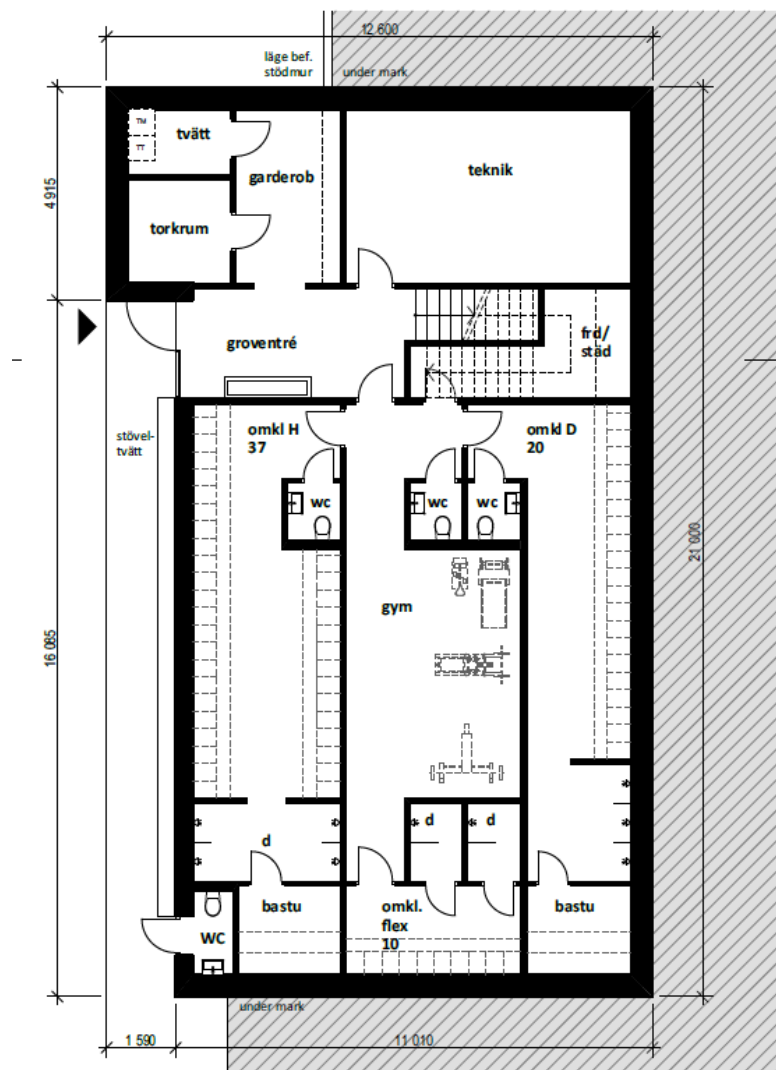 12 600
läge bef.
stödmur
under mark
TM
TT
tvätt
garderob
teknik
4 915
torkrum
groventré
frd/
städ
stövel-
tvätt
omkl H
37
omkl D
20
wc
wc
wc
21 000
gym
16 085
d
d
d
bastu
omkl.
flex
10
bastu
WC
under mark
1 590
11 010